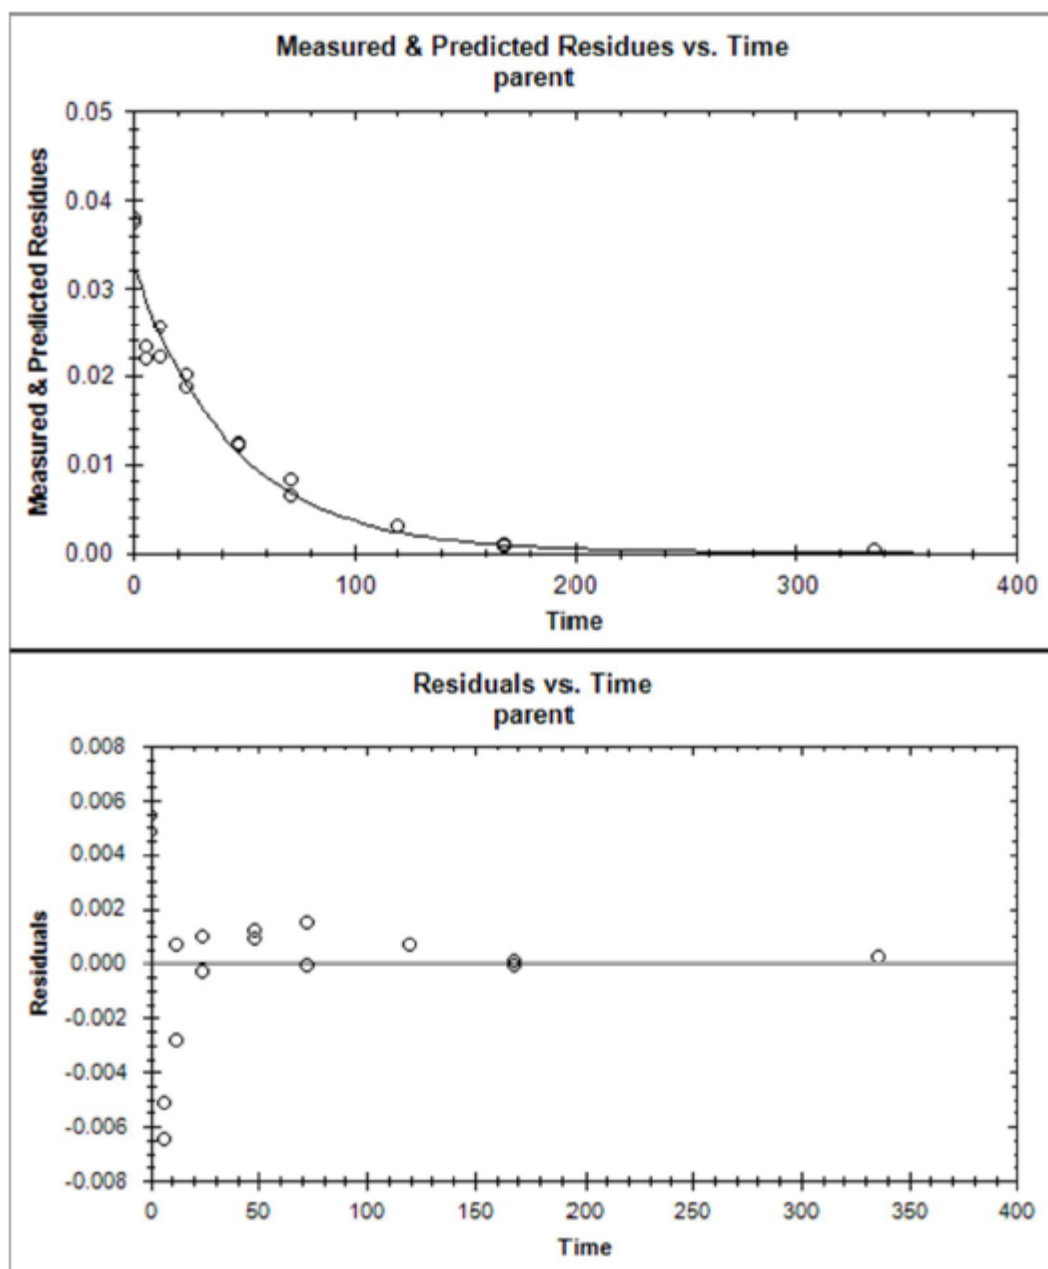 Measured & Predicted Residues vs. Time
parent
Measured & Predicted Residues
0.05
0.04
0.03
0.02
0.01
0.00
0 100 200 300 400
Time
Residuals vs. Time
parent
Residuals
0.008
0.006
0.004
0.002
0.000
-0.002
-0.004
-0.006
-0.008
0 50 100 150 200 250 300 350 400
Time